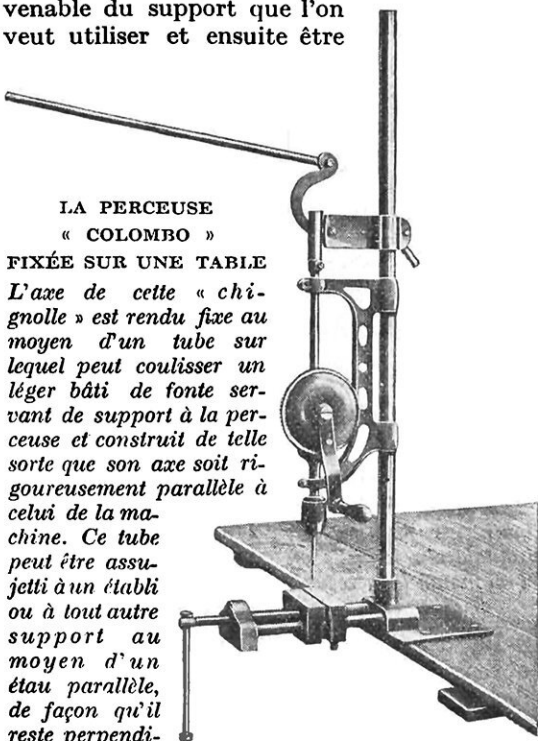 venable du support que l'on
veut utiliser et ensuite être
LA PERCEUSE
« COLOMBO »
FIXÉE SUR UNE TABLE
L'axe de cette « chi-
gnolle » est rendu fixe au
moyen d'un tube sur
lequel peut coulisser un
léger bâti de fonte ser-
vant de support à la per-
ceuse et construit de telle
sorte que son axe soit ri-
goureusement parallèle à
celui de la ma-
chine. Ce tube
peut être assu-
jetti à un établi
ou à tout autre
support au
moyen d'un
étau parallèle,
de façon qu'il
reste perpendi-